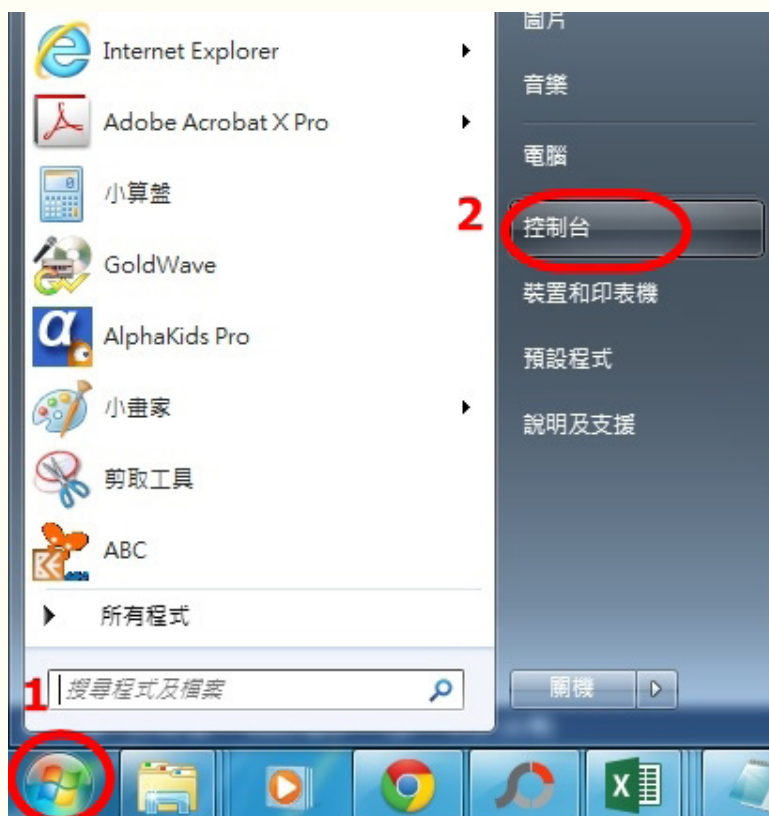 Internet Explorer
Adobe Acrobat X Pro
小算盤
GoldWave
AlphaKids Pro
小畫家
剪取工具
ABC
所有程式
1
搜尋程式及檔案
圖片
音樂
電腦
2
控制台
裝置和印表機
預設程式
說明及支援
關機